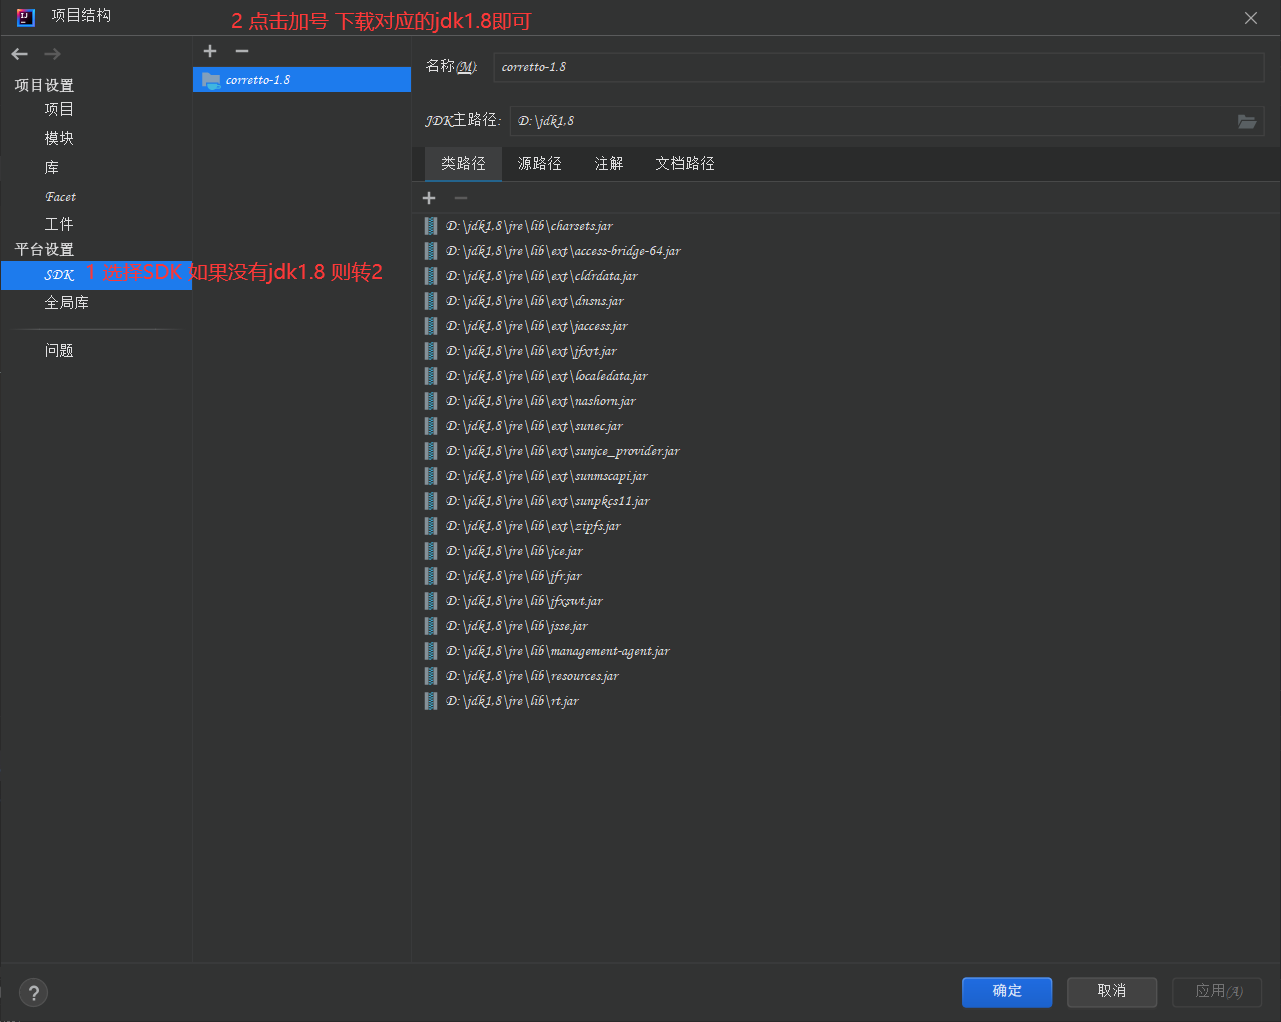 项目结构
2 点击加号 下载对应的jdk1.8即可
项目设置
项目
模块
库
Facet
工件
平台设置
SDK
1 选择SDK 如果没有jdk1.8 则转2
全局库
问题
corretto-1.8
名称(M): corretto-1.8
JDK主路径: D:\jdk1.8
类路径 源路径 注解 文档路径
D:\jdk1.8\jre\lib\charsets.jar
D:\jdk1.8\jre\lib\ext\access-bridge-64.jar
D:\jdk1.8\jre\lib\ext\cldrdata.jar
D:\jdk1.8\jre\lib\ext\dnsns.jar
D:\jdk1.8\jre\lib\ext\jaccess.jar
D:\jdk1.8\jre\lib\ext\jfxrt.jar
D:\jdk1.8\jre\lib\ext\localedata.jar
D:\jdk1.8\jre\lib\ext\nashorn.jar
D:\jdk1.8\jre\lib\ext\sunec.jar
D:\jdk1.8\jre\lib\ext\sunjce_provider.jar
D:\jdk1.8\jre\lib\ext\sunmscapi.jar
D:\jdk1.8\jre\lib\ext\sunpkcs11.jar
D:\jdk1.8\jre\lib\ext\zipfs.jar
D:\jdk1.8\jre\lib\jce.jar
D:\jdk1.8\jre\lib\jfr.jar
D:\jdk1.8\jre\lib\jfxswt.jar
D:\jdk1.8\jre\lib\jsse.jar
D:\jdk1.8\jre\lib\management-agent.jar
D:\jdk1.8\jre\lib\resources.jar
D:\jdk1.8\jre\lib\rt.jar
?
确定 取消 应用(A)